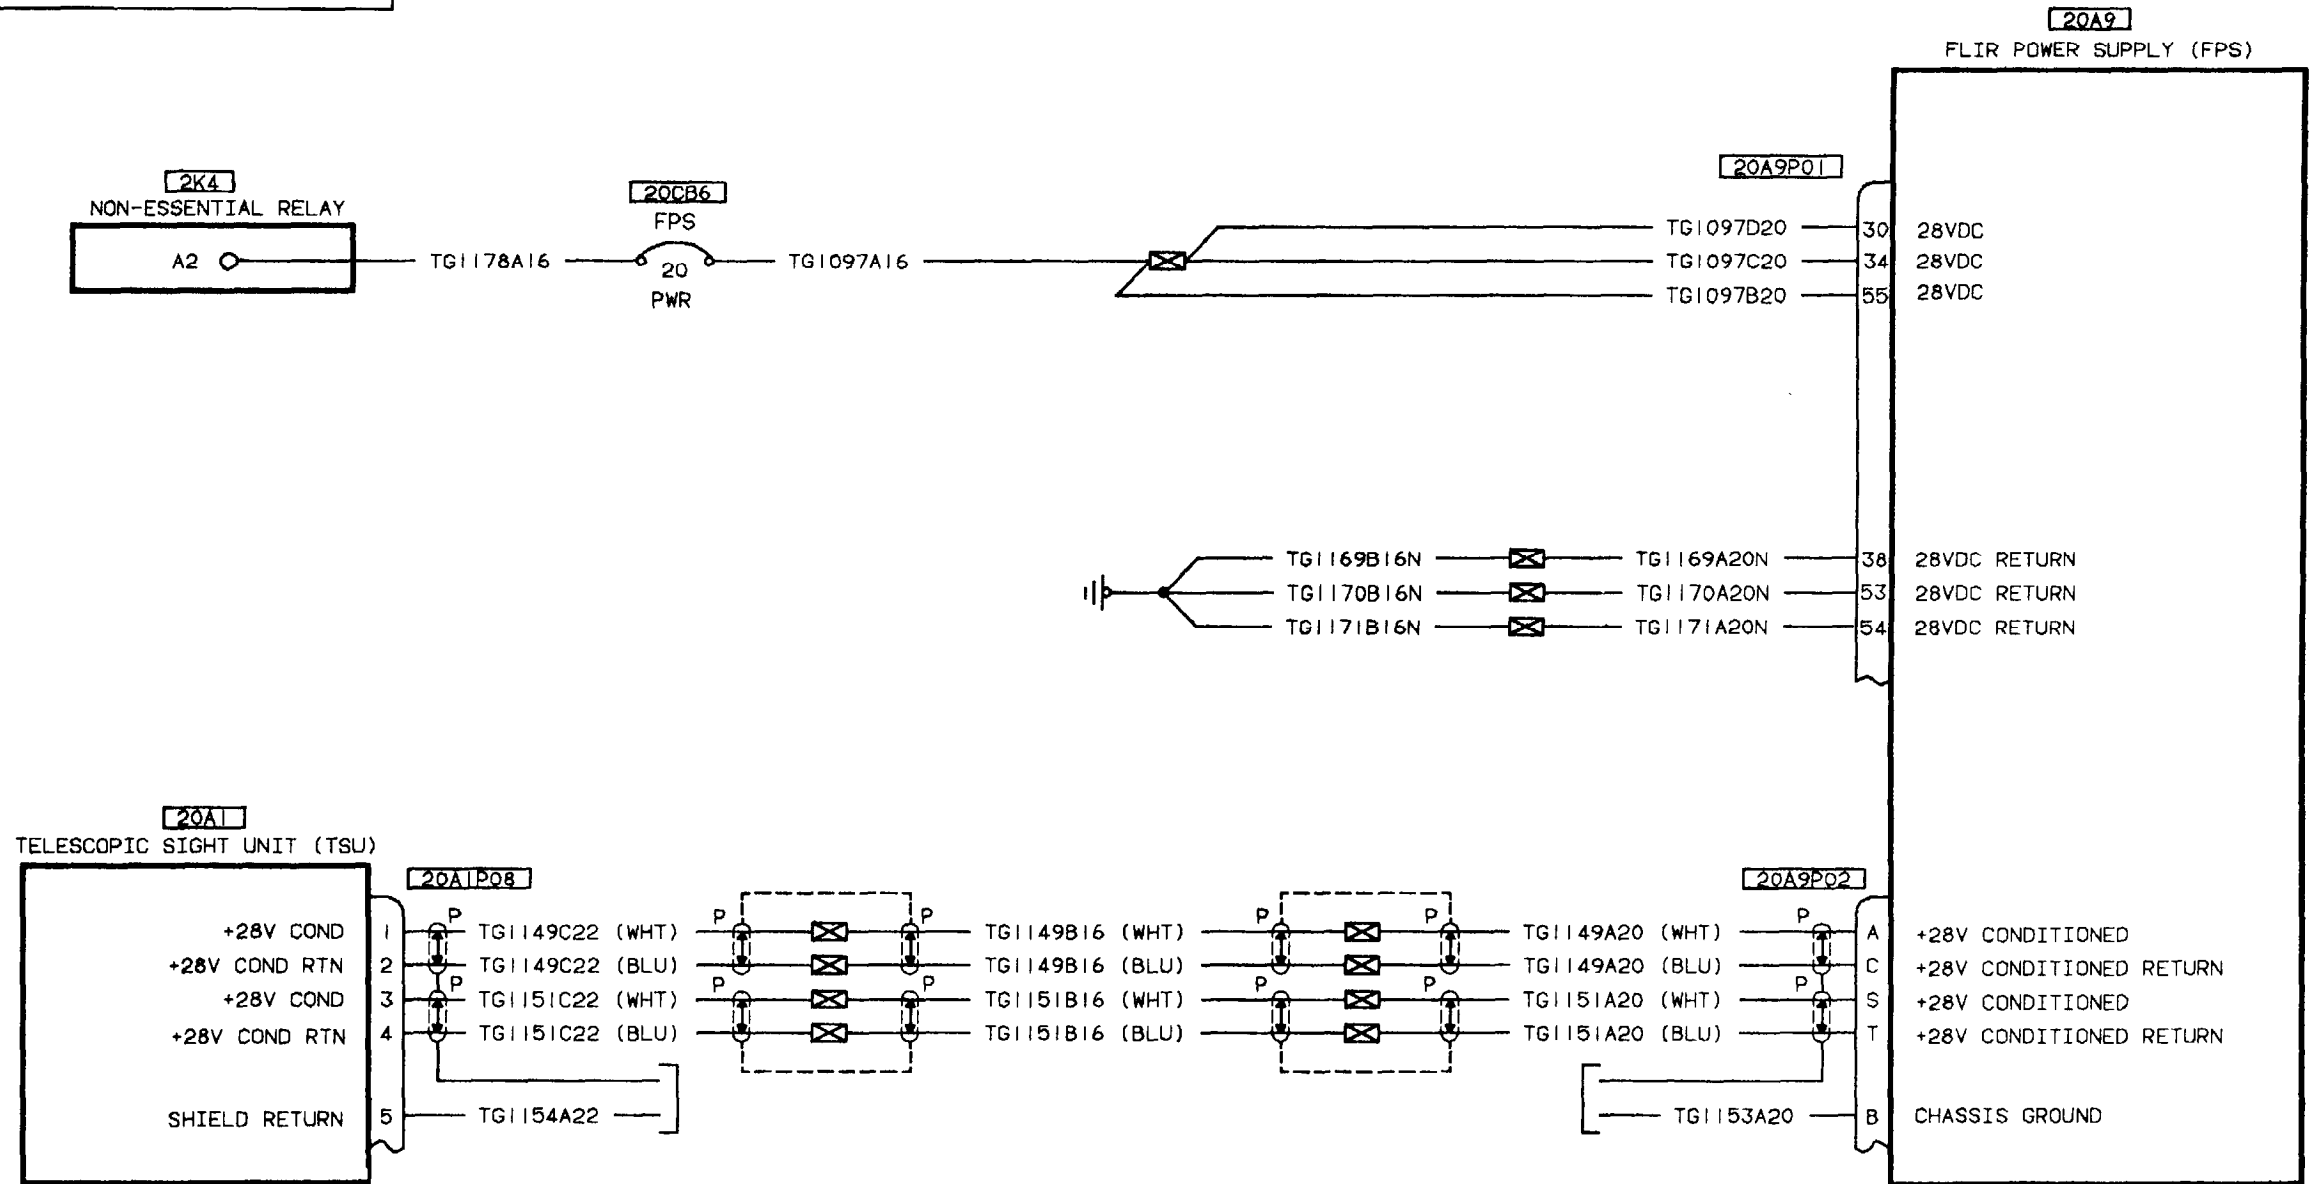 20A9
FLIR POWER SUPPLY (FPS)
20A9P01
2K4
NON-ESSENTIAL RELAY
20CB6
FPS
A2
TG1178A16
20
PWR
TG1097A16
TG1097D20
30
28VDC
TG1097C20
34
28VDC
TG1097B20
55
28VDC
TG1169B16N
TG1169A20N
38
28VDC RETURN
TG1170B16N
TG1170A20N
53
28VDC RETURN
TG1171B16N
TG1171A20N
54
28VDC RETURN
20A1
TELESCOPIC SIGHT UNIT (TSU)
20A1P08
20A9P02
+28V COND
1
P
TG1149C22 (WHT)
P
P
TG1149B16 (WHT)
P
P
TG1149A20 (WHT)
P
A
+28V CONDITIONED
+28V COND RTN
2
TG1149C22 (BLU)
TG1149B16 (BLU)
TG1149A20 (BLU)
C
+28V CONDITIONED RETURN
+28V COND
3
P
TG1151C22 (WHT)
P
P
TG1151B16 (WHT)
P
P
TG1151A20 (WHT)
P
S
+28V CONDITIONED
+28V COND RTN
4
TG1151C22 (BLU)
TG1151B16 (BLU)
TG1151A20 (BLU)
T
+28V CONDITIONED RETURN
SHIELD RETURN
5
TG1154A22
TG1153A20
B
CHASSIS GROUND